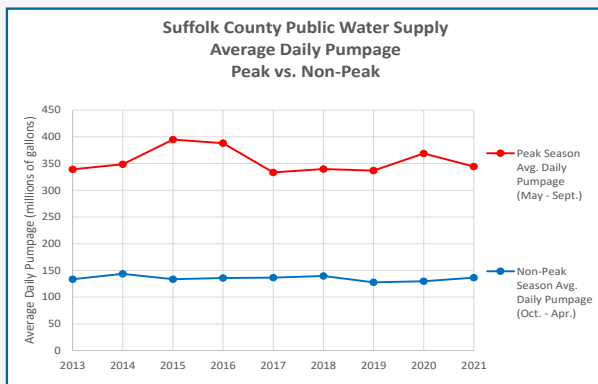 Suffolk County Public Water Supply
Average Daily Pumpage
Peak vs. Non-Peak
Average Daily Pumpage (millions of gallons)
450
400
350
300
250
200
150
100
50
0
2013 2014 2015 2016 2017 2018 2019 2020 2021
Peak Season
Avg. Daily
Pumpage
(May - Sept.)
Non-Peak
Season Avg.
Daily Pumpage
(Oct. - Apr.)